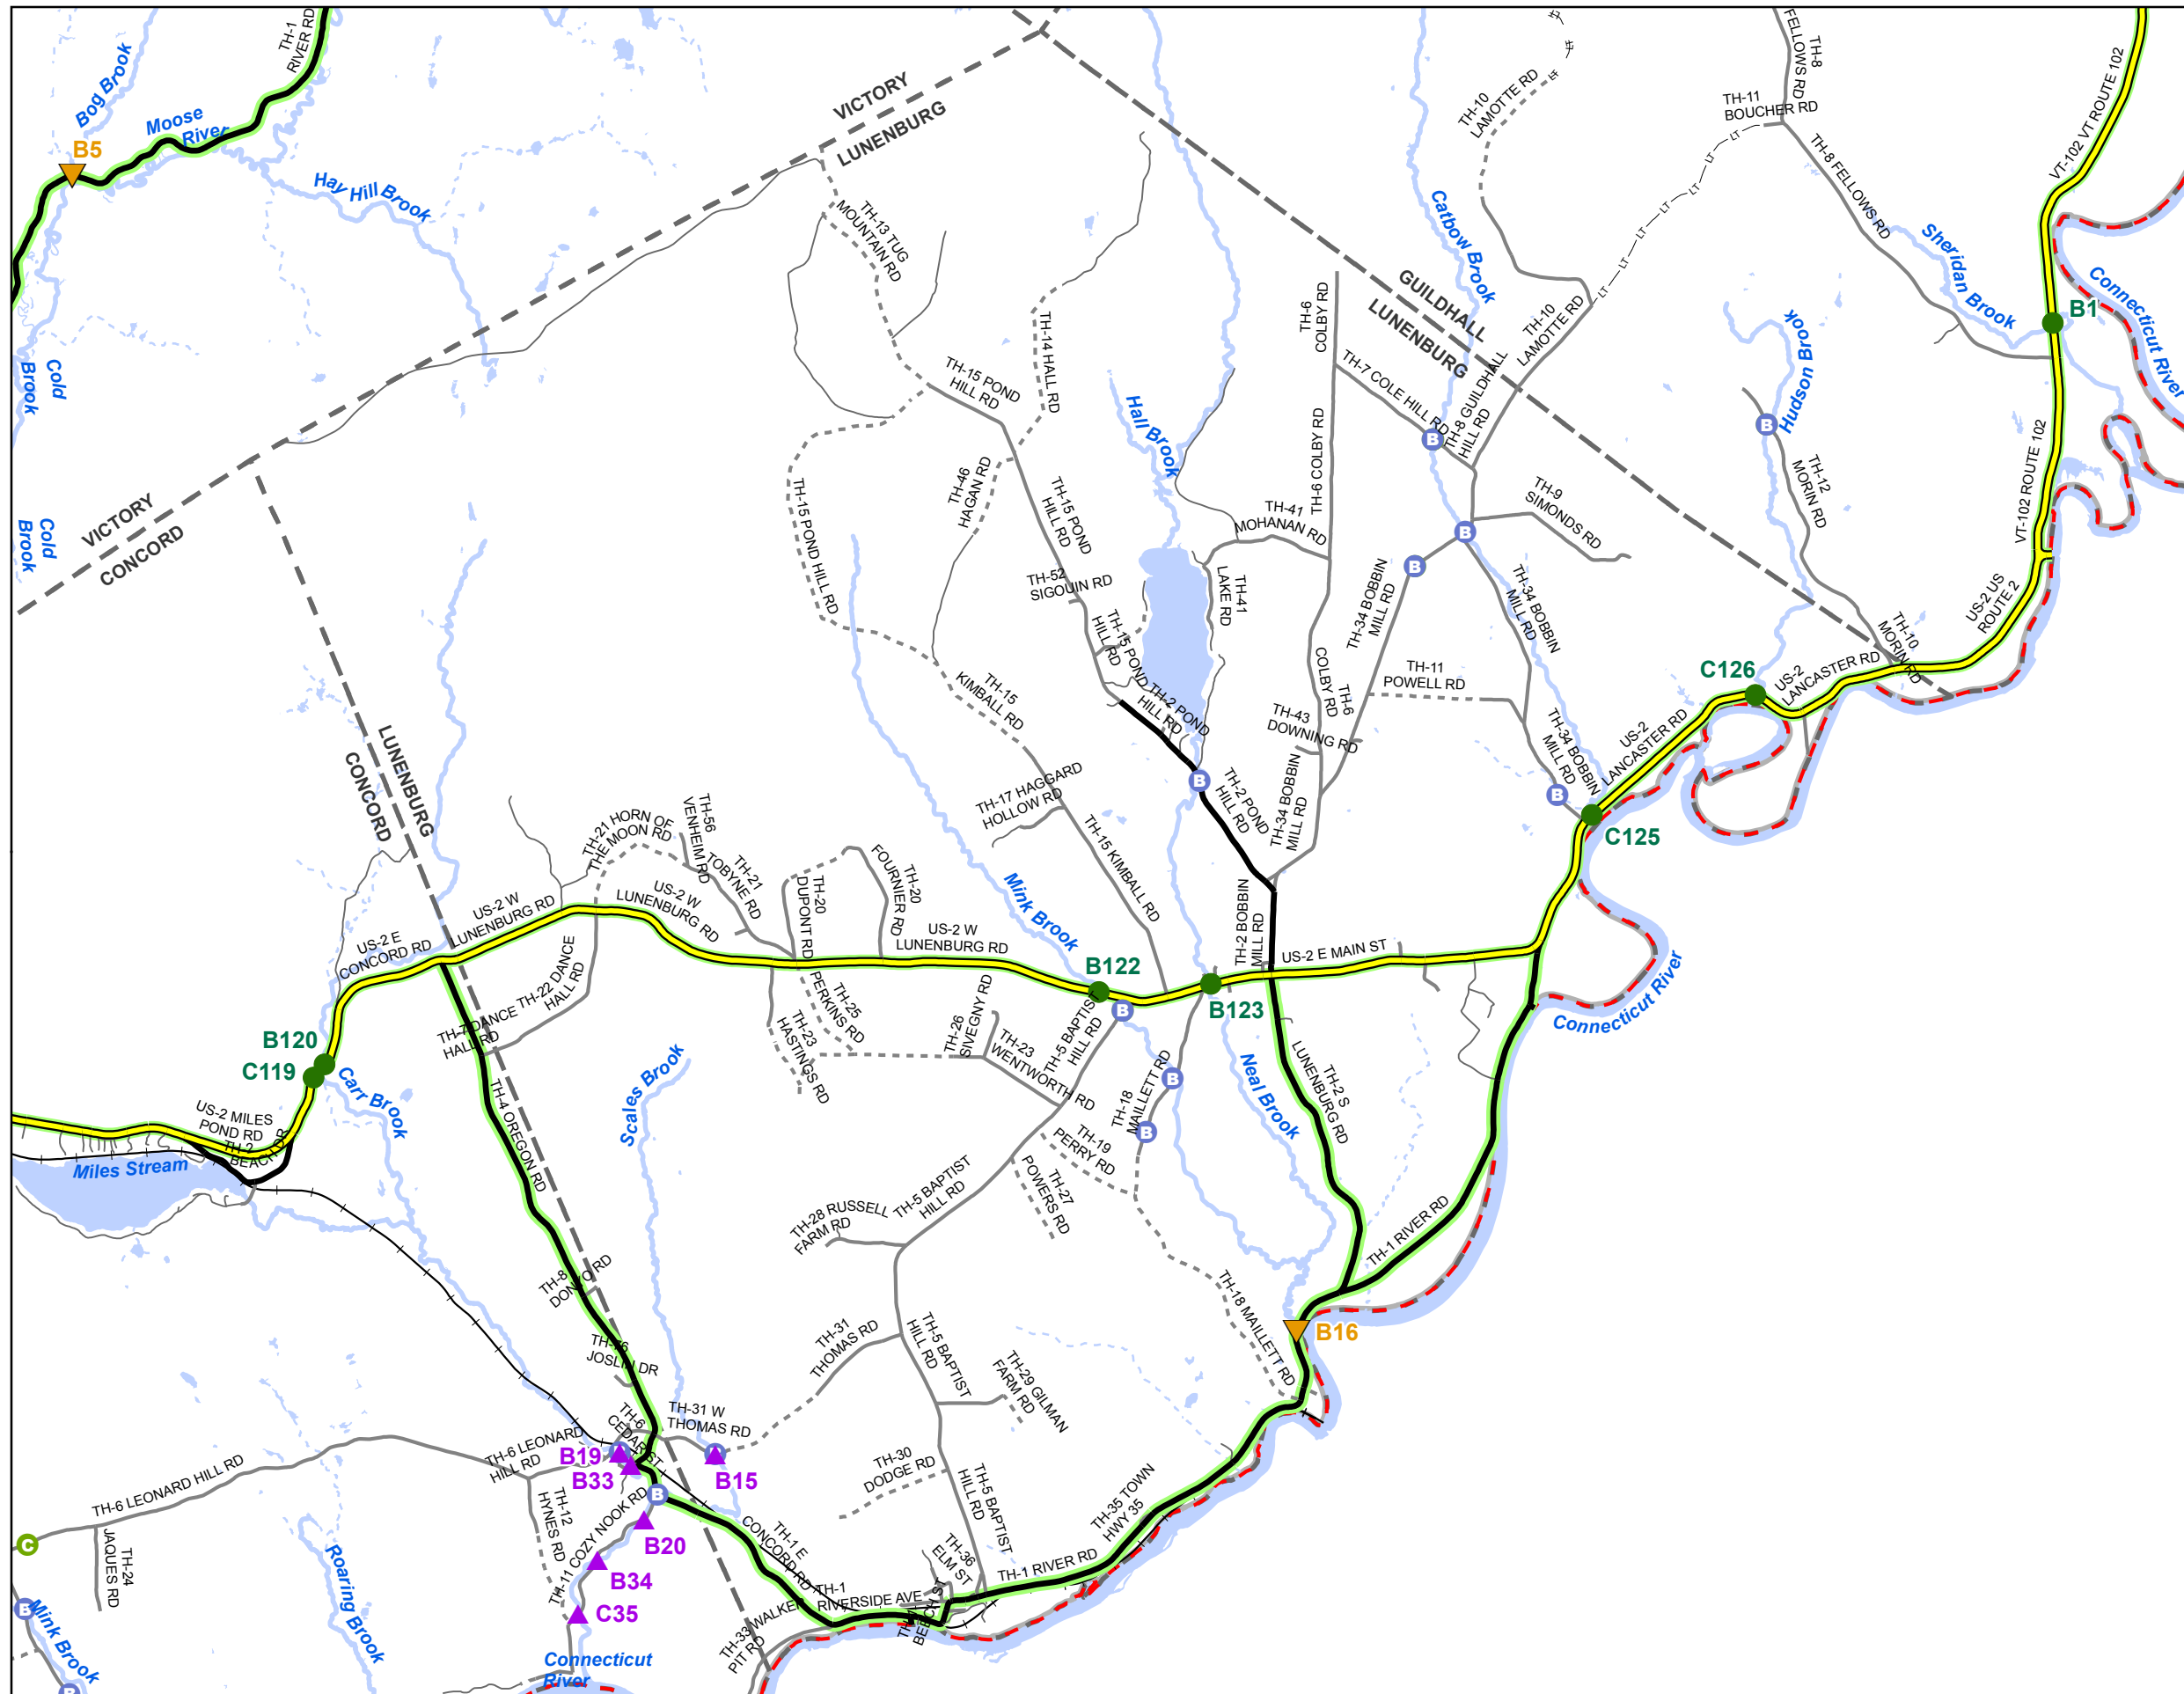 TH-1
RIVER RD
Bog Brook
Moose
River
B5
Hay Hill Brook
VICTORY
LUNENBURG
TH-10
LAMOTTE RD
TH-8
FELLOWS RD
TH-11
BOUCHER RD
VT-102 VT ROUTE 102
TH-8 FELLOWS RD
Sheridan Brook
Connecticut River
B1
Catbow Brook
GUILDHALL
LUNENBURG
TH-13 TUG
MOUNTAIN RD
TH-14 HALL RD
TH-6
COLBY RD
TH-10
LAMOTTE RD
TH-7 COLE HILL RD
TH-8 GUILDHALL
HILL RD
Hudson Brook
B
B
Cold
Brook
TH-15 POND
HILL RD
Hall Brook
TH-6 COLBY RD
TH-12
MORIN RD
VT-102 ROUTE 102
TH-46
HAGAN RD
TH-15 POND
HILL RD
TH-15 POND HILL RD
TH-41
MOHANAN RD
TH-9
SIMONDS RD
B
B
Cold
Brook
VICTORY
CONCORD
TH-52
SIGOUIN RD
TH-41
LAKE RD
TH-34 BOBBIN
MILL RD
TH-34 BOBBIN
MILL RD
US-2 US
ROUTE 2
TH-10
MORIN RD
TH-15 POND
HILL RD
TH-15
KIMBALL RD
TH-2 POND
HILL RD
TH-6
COLBY RD
TH-11
POWELL RD
C126
US-2
LANCASTER RD
US-2
LANCASTER RD
TH-43
DOWNING RD
TH-34 BOBBIN
MILL RD
B
C125
LUNENBURG
CONCORD
TH-17 HAGGARD
HOLLOW RD
B
TH-2 POND
HILL RD
TH-34 BOBBIN
MILL RD
TH-21 HORN OF
THE MOON RD
TH-56
VENHEIM RD
TH-21
TOBYNE RD
TH-20
DUPONT RD
TH-20
FOURNIER RD
TH-15 KIMBALL RD
Mink Brook
US-2 W
LUNENBURG RD
US-2 W
LUNENBURG RD
US-2 W
LUNENBURG RD
TH-2 BOBBIN
MILL RD
US-2 E MAIN ST
US-2 E
CONCORD RD
B122
B123
B
Connecticut River
TH-22 DANCE
HALL RD
TH-7 DANCE
HALL RD
TH-25
PERKINS RD
TH-23
HASTINGS RD
TH-26
SIVEGNY RD
TH-23
WENTWORTH RD
TH-5 BAPTIST
HILL RD
B120
C119
Carr Brook
Scales Brook
TH-18
MAILLETT RD
B
B
Neal Brook
TH-2 S
LUNENBURG RD
US-2 MILES
POND RD
TH-2
BEACH DR
Miles Stream
TH-4 OREGON RD
TH-19
PERRY RD
TH-27
POWERS RD
TH-5 BAPTIST
HILL RD
TH-28 RUSSELL
FARM RD
TH-1 RIVER RD
TH-18 MAILLETT RD
TH-31
THOMAS RD
TH-5 BAPTIST
HILL RD
B16
JOSLIN DR
TH-29 GILMAN
FARM RD
TH-31 W
THOMAS RD
TH-6
CEDAR ST
TH-6 LEONARD
HILL RD
B19
B33
B15
TH-30
DODGE RD
TH-5 BAPTIST
HILL RD
TH-35 TOWN
HWY 35
TH-6 LEONARD HILL RD
TH-12
HYNES RD
B
B20
TH-11 COZY NOOK RD
TH-1 E
CONCORD RD
C
TH-24
JAQUES RD
B34
C35
TH-36
ELM ST
TH-1 RIVER RD
TH-1
RIVERSIDE AVE
BEECH ST
TH-33 WALKER
PIT RD
Roaring Brook
B
Mink Brook
B
Connecticut
River